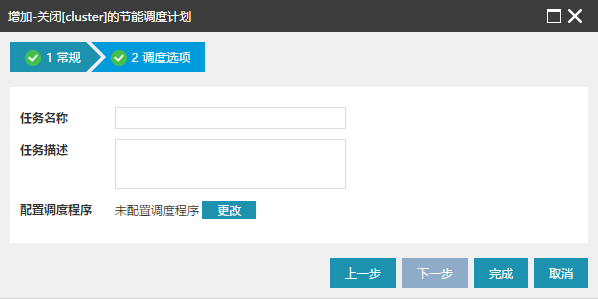 增加-关闭[cluster]的节能调度计划
1 常规
2 调度选项
任务名称
任务描述
配置调度程序 未配置调度程序 更改
上一步 下一步 完成 取消